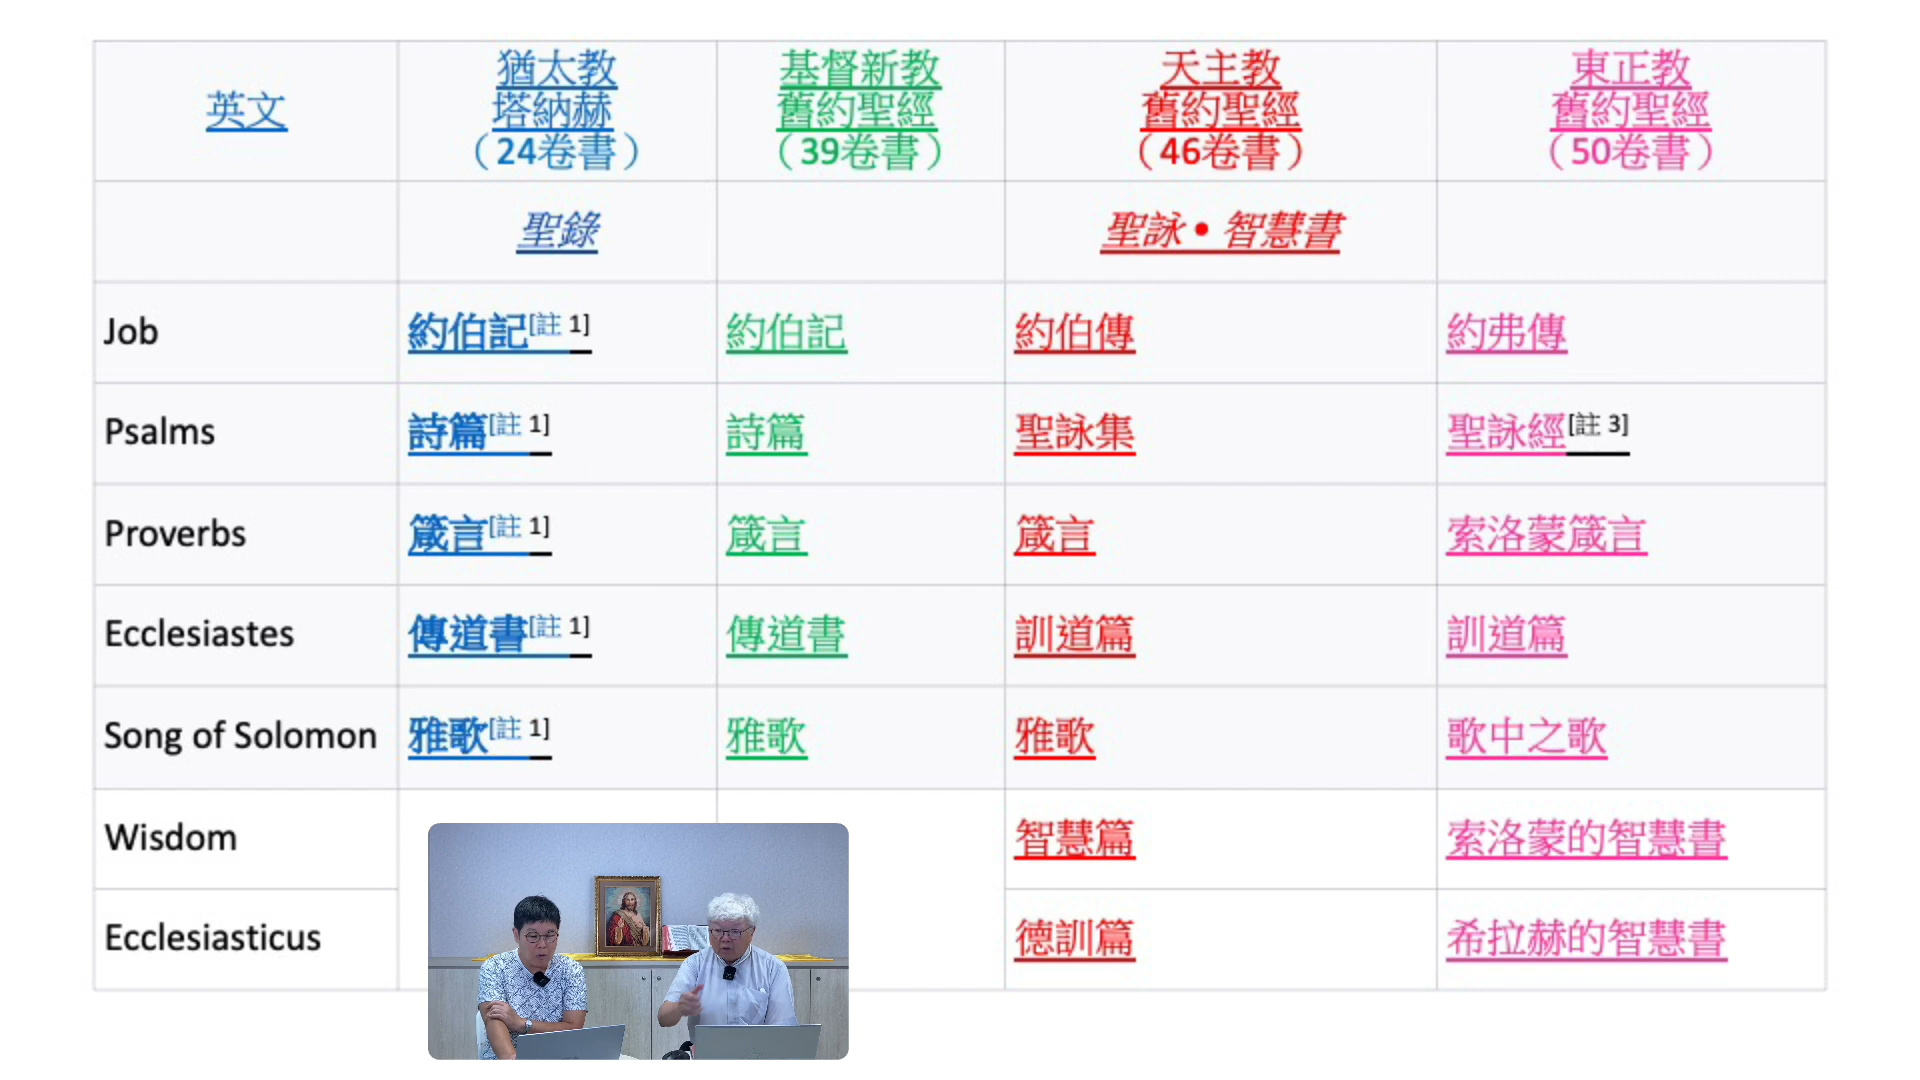 英文
猶太教
塔納赫
（24卷書）
基督新教
舊約聖經
（39卷書）
天主教
舊約聖經
（46卷書）
東正教
舊約聖經
（50卷書）
聖錄
聖詠•智慧書
Job
約伯記[註 1]
約伯記
約伯傳
約弗傳
Psalms
詩篇[註 1]
詩篇
聖詠集
聖詠經[註 3]
Proverbs
箴言[註 1]
箴言
箴言
索洛蒙箴言
Ecclesiastes
傳道書[註 1]
傳道書
訓道篇
訓道篇
Song of Solomon
雅歌[註 1]
雅歌
雅歌
歌中之歌
Wisdom
智慧篇
索洛蒙的智慧書
Ecclesiasticus
德訓篇
希拉赫的智慧書